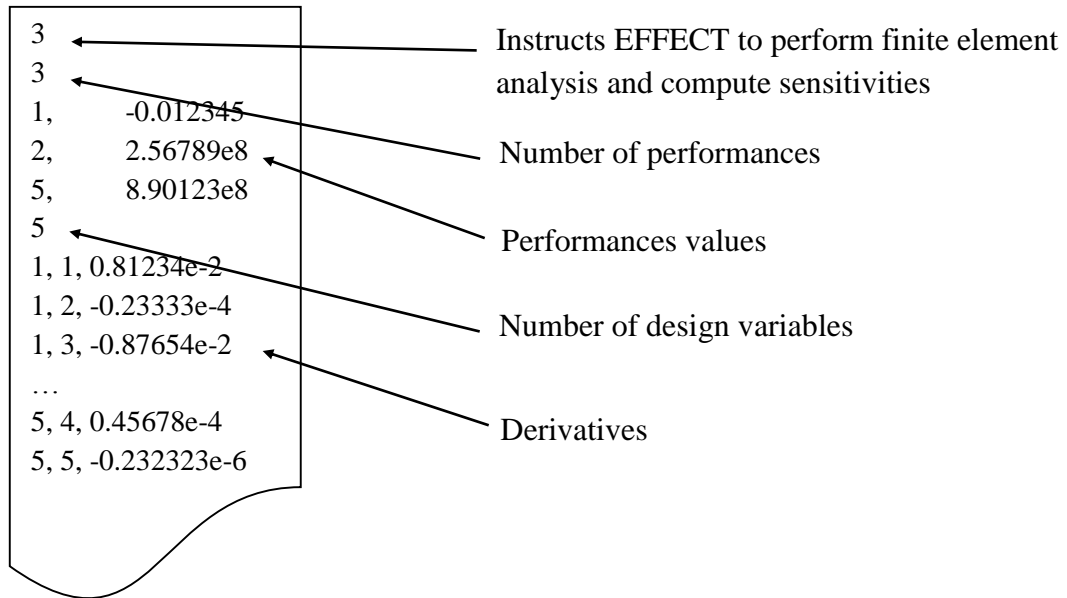 3
3
1, -0.012345
2, 2.56789e8
5, 8.90123e8
5
1, 1, 0.81234e-2
1, 2, -0.23333e-4
1, 3, -0.87654e-2
…
5, 4, 0.45678e-4
5, 5, -0.232323e-6
Instructs EFFECT to perform finite element
analysis and compute sensitivities
Number of performances
Performances values
Number of design variables
Derivatives